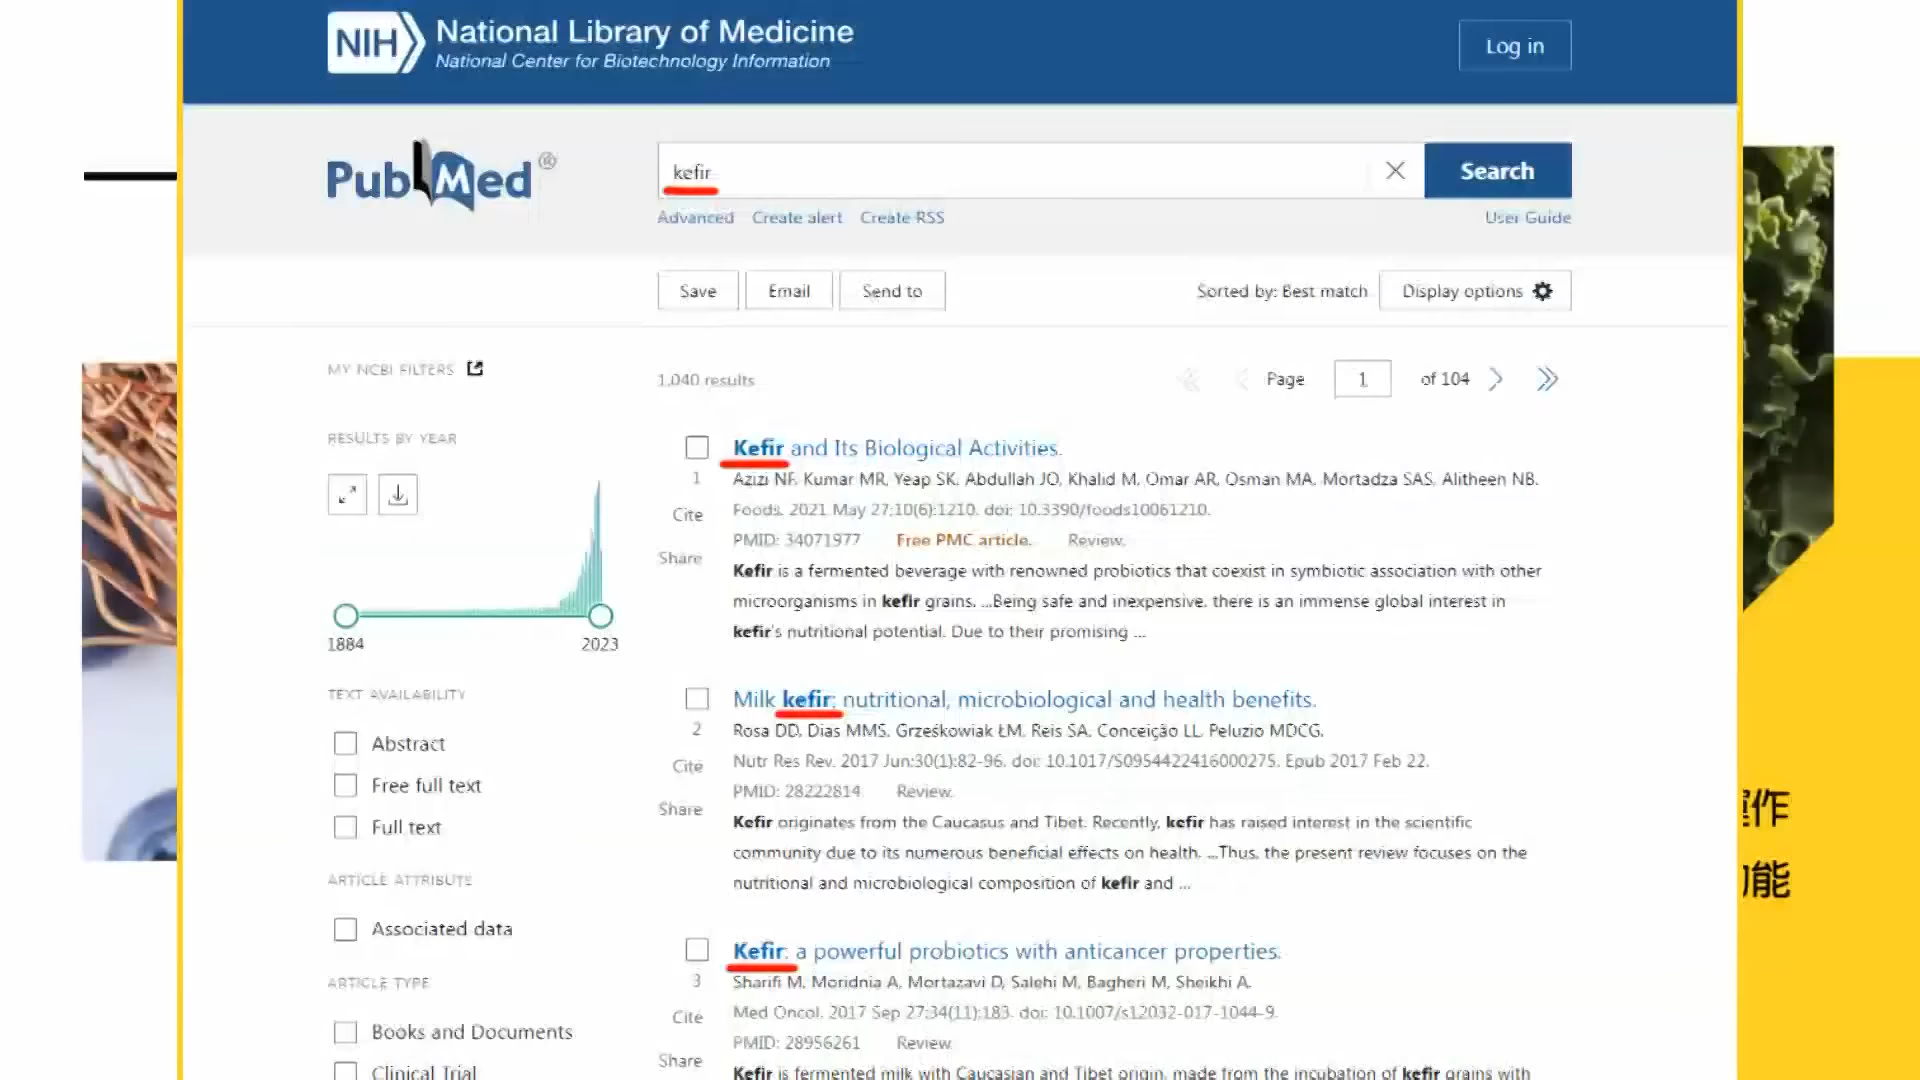 NIH National Library of Medicine
National Center for Biotechnology Information
Log in
PubMed®
kefir
Search
Advanced Create alert Create RSS
User Guide
Save Email Send to
Sorted by: Best match Display options
MY NCBI FILTERS
1,040 results
Page 1 of 104
RESULTS BY YEAR
1884 2023
TEXT AVAILABILITY
Abstract
Free full text
Full text
ARTICLE ATTRIBUTE
Associated data
ARTICLE TYPE
Books and Documents
Clinical Trial
Kefir and Its Biological Activities.
1
Cite
Share
Azizi NF, Kumar MR, Yeap SK, Abdullah JO, Khalid M, Omar AR, Osman MA, Mortadza SAS, Alitheen NB.
Foods. 2021 May 27;10(6):1210. doi: 10.3390/foods10061210.
PMID: 34071977 Free PMC article. Review.
Kefir is a fermented beverage with renowned probiotics that coexist in symbiotic association with other
microorganisms in kefir grains. ...Being safe and inexpensive, there is an immense global interest in
kefir's nutritional potential. Due to their promising ...
Milk kefir: nutritional, microbiological and health benefits.
2
Cite
Share
Rosa DD, Dias MMS, Grześkowiak ŁM, Reis SA, Conceição LL, Peluzio MDCG.
Nutr Res Rev. 2017 Jun;30(1):82-96. doi: 10.1017/S0954422416000275. Epub 2017 Feb 22.
PMID: 28222814 Review.
Kefir originates from the Caucasus and Tibet. Recently, kefir has raised interest in the scientific
community due to its numerous beneficial effects on health. ...Thus, the present review focuses on the
nutritional and microbiological composition of kefir and ...
Kefir: a powerful probiotics with anticancer properties.
3
Cite
Share
Sharifi M, Moridnia A, Mortazavi D, Salehi M, Bagheri M, Sheikhi A.
Med Oncol. 2017 Sep 27;34(11):183. doi: 10.1007/s12032-017-1044-9.
PMID: 28956261 Review.
Kefir is fermented milk with Caucasian and Tibet origin, made from the incubation of kefir grains with
作
能